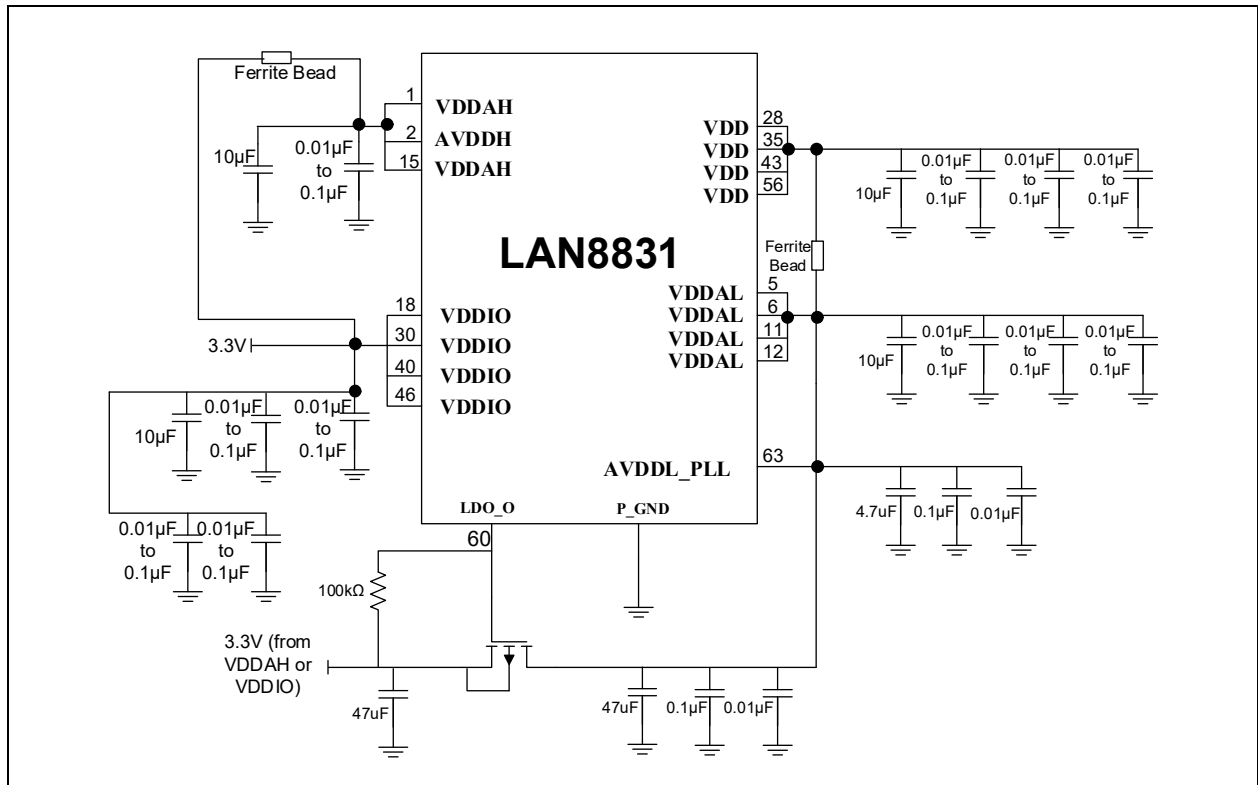 Ferrite Bead
1
VDDAH
2
AVDDH
15
VDDAH
10µF
0.01µF
to
0.1µF
LAN8831
28
VDD
35
VDD
43
VDD
56
VDD
10µF
0.01µF
to
0.1µF
0.01µF
to
0.1µF
0.01µF
to
0.1µF
Ferrite
Bead
5
VDDAL
6
VDDAL
11
VDDAL
12
VDDAL
10µF
0.01µF
to
0.1µF
0.01µF
to
0.1µF
0.01µF
to
0.1µF
18
VDDIO
30
VDDIO
40
VDDIO
46
VDDIO
3.3V
10µF
0.01µF
to
0.1µF
0.01µF
to
0.1µF
0.01µF
to
0.1µF
0.01µF
to
0.1µF
AVDDL_PLL
63
4.7uF
0.1µF
0.01µF
LDO_O
P_GND
60
100kΩ
3.3V (from
VDDAH or
VDDIO)
47uF
47uF
0.1µF
0.01µF